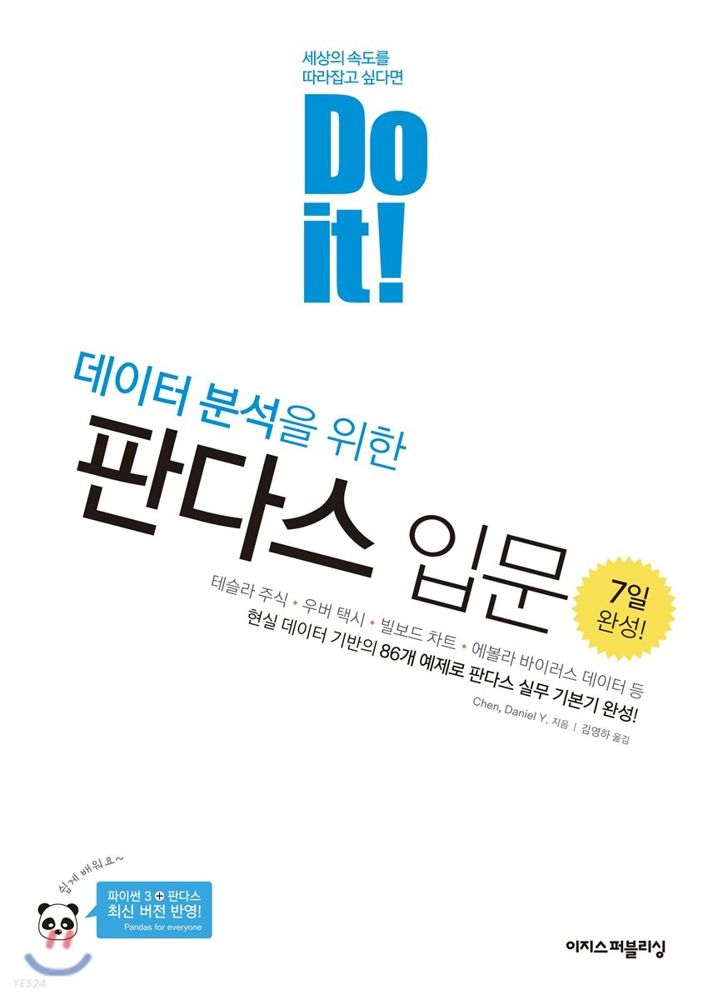 세상의 속도를
따라잡고 싶다면
Do
it!
데이터 분석을 위한
판다스 입문
7일
완성!
테슬라 주식 • 우버 택시 • 빌보드 차트 • 에볼라 바이러스 데이터 등
현실 데이터 기반의 86개 예제로 판다스 실무 기본기 완성!
Chen, Daniel Y. 지음 | 김영하 옮김
쉽게 배워요~
파이썬 3 + 판다스
최신 버전 반영!
Pandas for everyone
이지스퍼블리싱
YES24